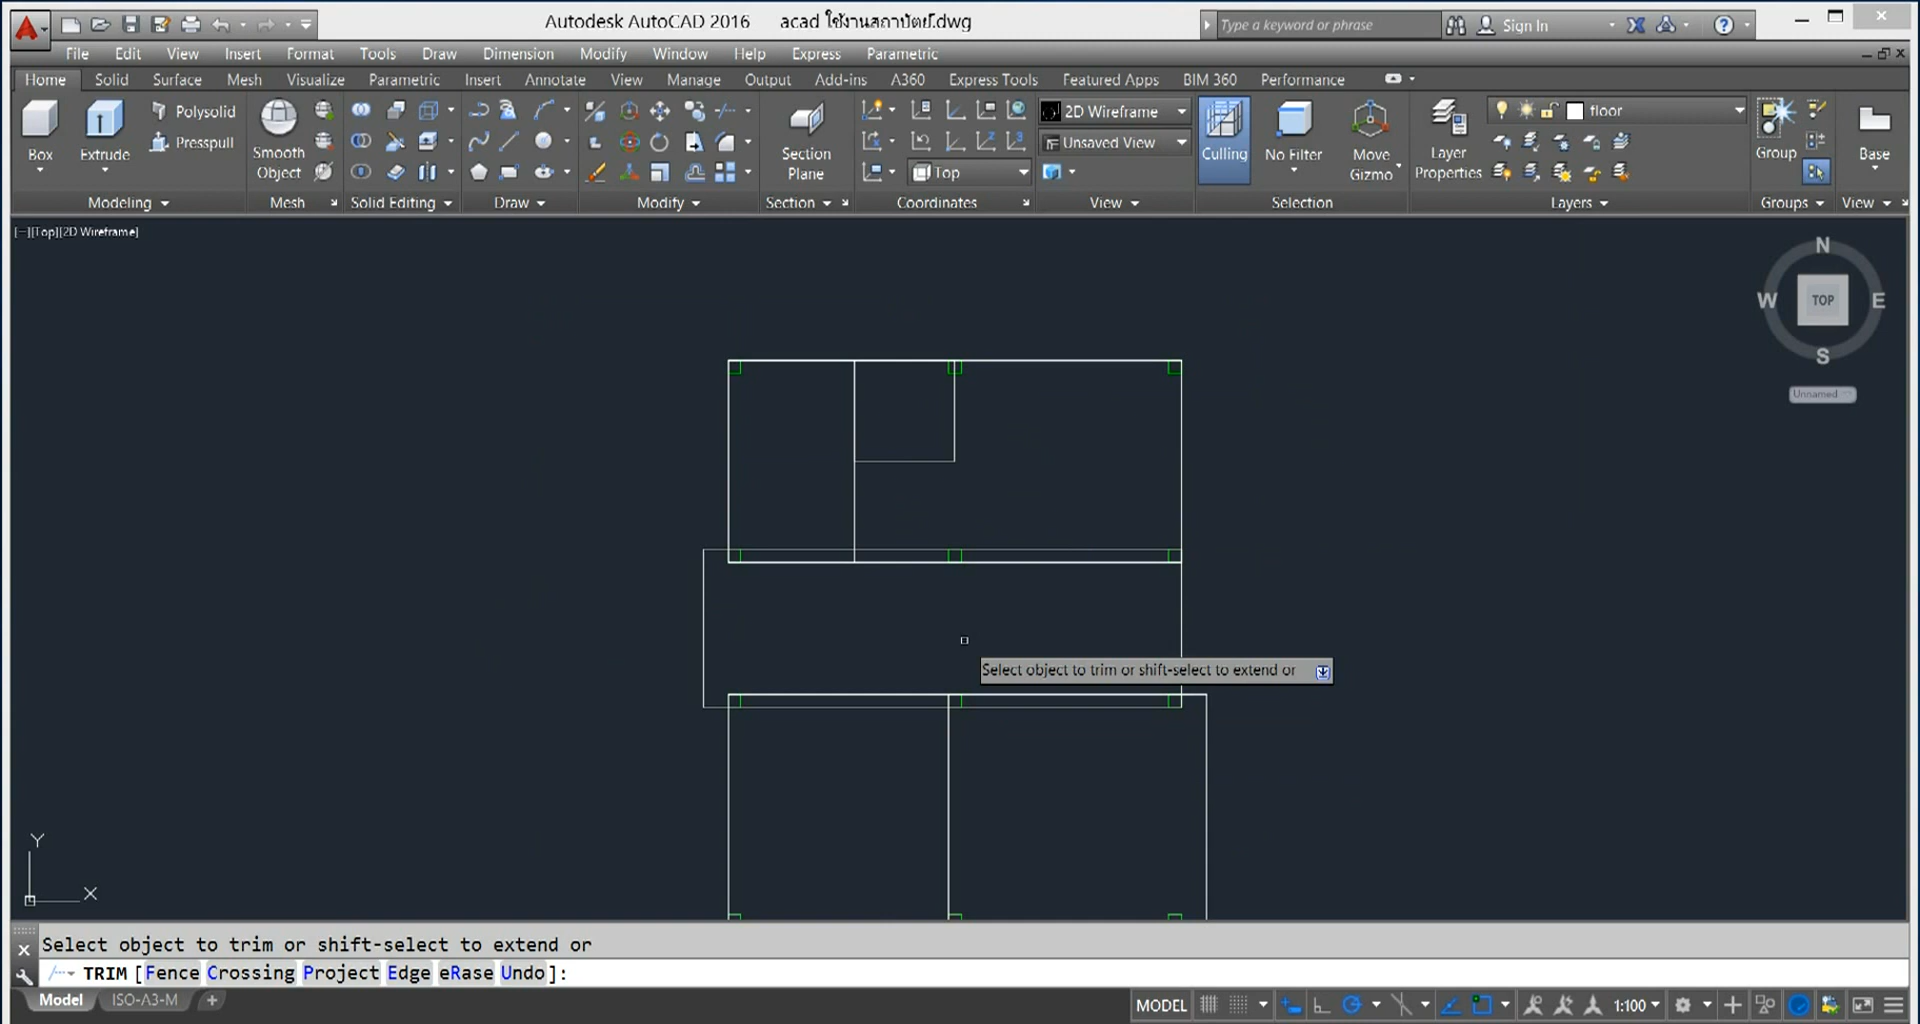 Autodesk AutoCAD 2016 acad ใช้งานสถาปัตย์.dwg
Type a keyword or phrase
Sign In
File Edit View Insert Format Tools Draw Dimension Modify Window Help Express Parametric
Home Solid Surface Mesh Visualize Parametric Insert Annotate View Manage Output Add-ins A360 Express Tools Featured Apps BIM 360 Performance
Box
Extrude
Polysolid
Presspull
Smooth
Object
Section
Plane
Top
2D Wireframe
Unsaved View
Culling
No Filter
Move
Gizmo
Layer
Properties
floor
Group
Base
Modeling Mesh Solid Editing Draw Modify Section Coordinates View Selection Layers Groups View
[−][Top][2D Wireframe]
N
W TOP E
S
Unnamed
Select object to trim or shift-select to extend or
Y
X
Select object to trim or shift-select to extend or
TRIM [Fence Crossing Project Edge eRase Undo]:
Model ISO-A3-M +
MODEL 1:100